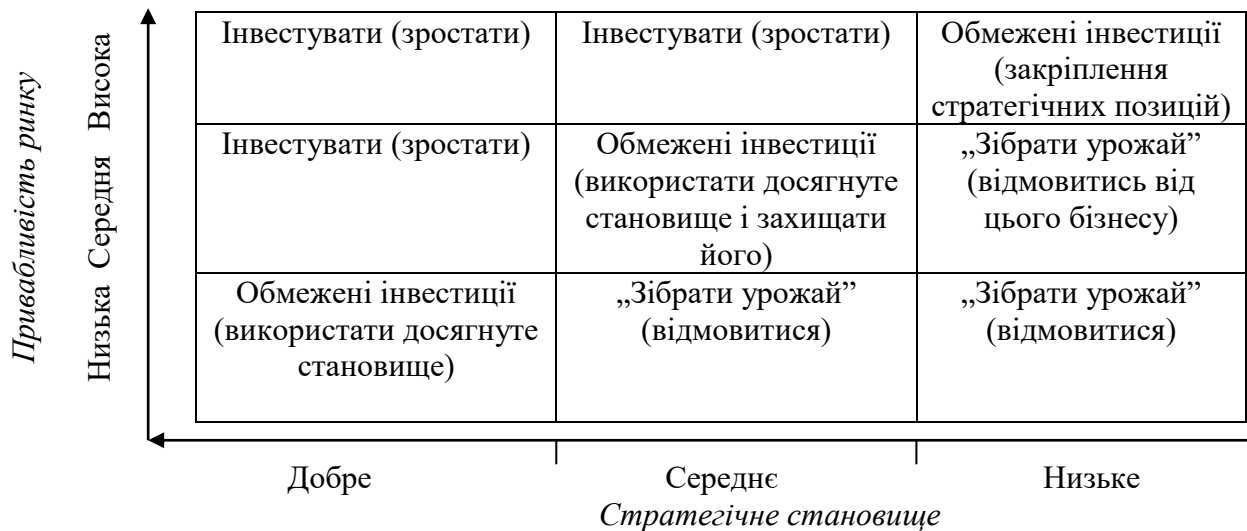 Привабливість ринку
Висока
Інвестувати (зростати)
Інвестувати (зростати)
Обмежені інвестиції
(закріплення
стратегічних позицій)
Середня
Інвестувати (зростати)
Обмежені інвестиції
(використати досягнуте
становище і захищати
його)
„Зібрати урожай”
(відмовитись від
цього бізнесу)
Низька
Обмежені інвестиції
(використати досягнуте
становище)
„Зібрати урожай”
(відмовитися)
„Зібрати урожай”
(відмовитися)
Добре
Середнє
Низьке
Стратегічне становище